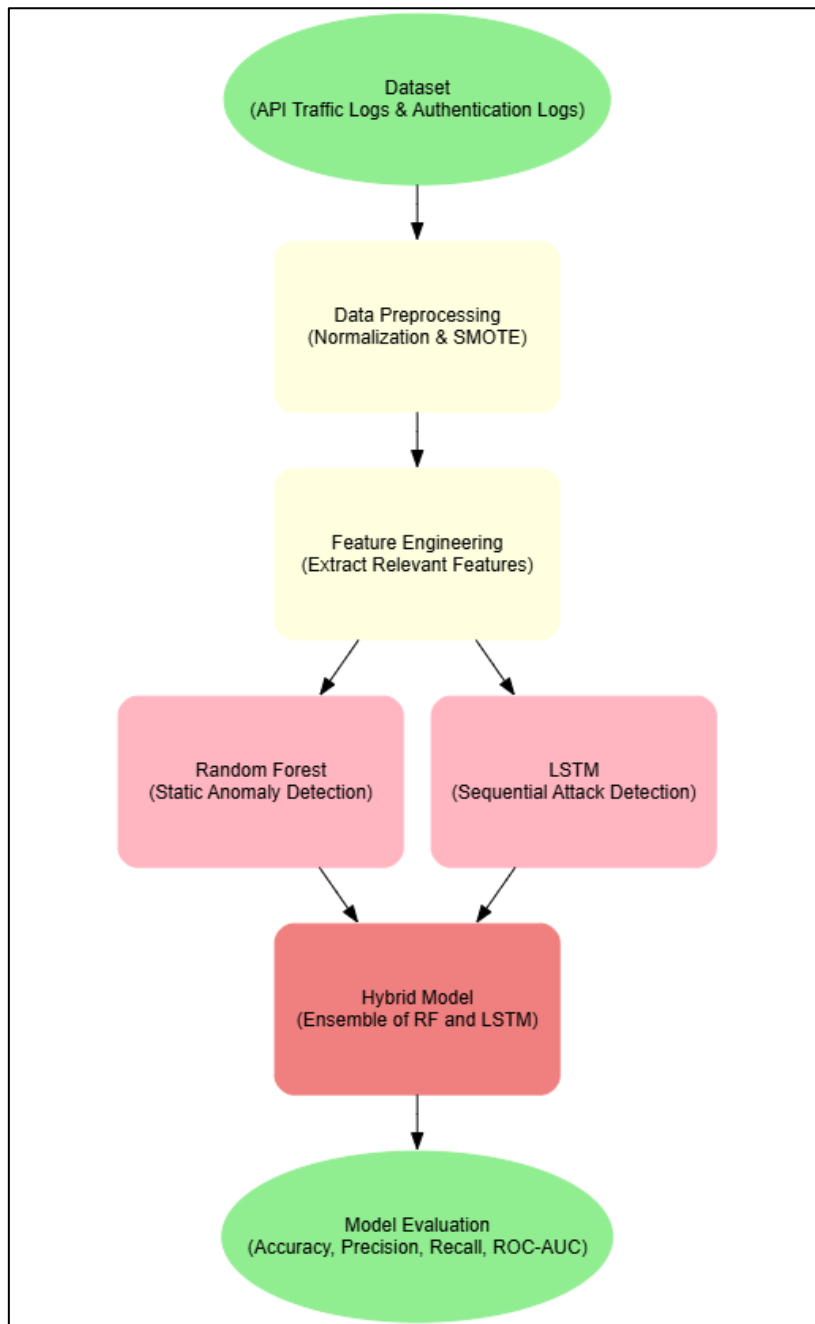 Dataset
(API Traffic Logs & Authentication Logs)
Data Preprocessing
(Normalization & SMOTE)
Feature Engineering
(Extract Relevant Features)
Random Forest
(Static Anomaly Detection)
LSTM
(Sequential Attack Detection)
Hybrid Model
(Ensemble of RF and LSTM)
Model Evaluation
(Accuracy, Precision, Recall, ROC-AUC)